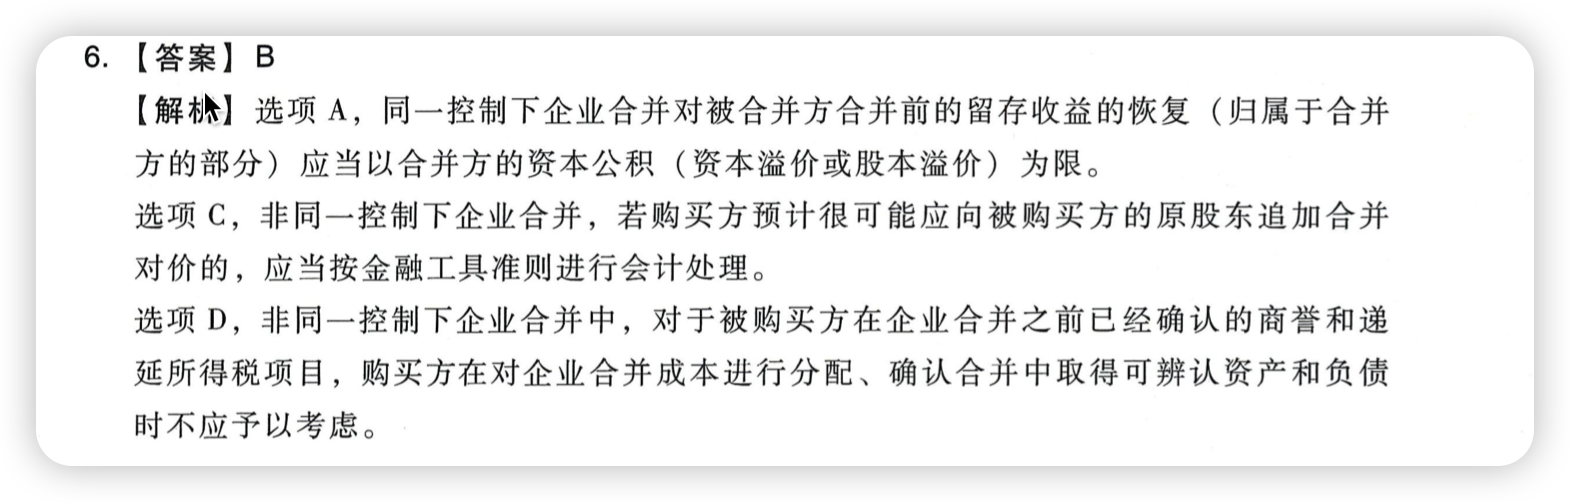 6. 【答案】B
【解析】选项 A，同一控制下企业合并对被合并方合并前的留存收益的恢复（归属于合并
方的部分）应当以合并方的资本公积（资本溢价或股本溢价）为限。
选项 C，非同一控制下企业合并，若购买方预计很可能应向被购买方的原股东追加合并
对价的，应当按金融工具准则进行会计处理。
选项 D，非同一控制下企业合并中，对于被购买方在企业合并之前已经确认的商誉和递
延所得税项目，购买方在对企业合并成本进行分配、确认合并中取得可辨认资产和负债
时不应予以考虑。